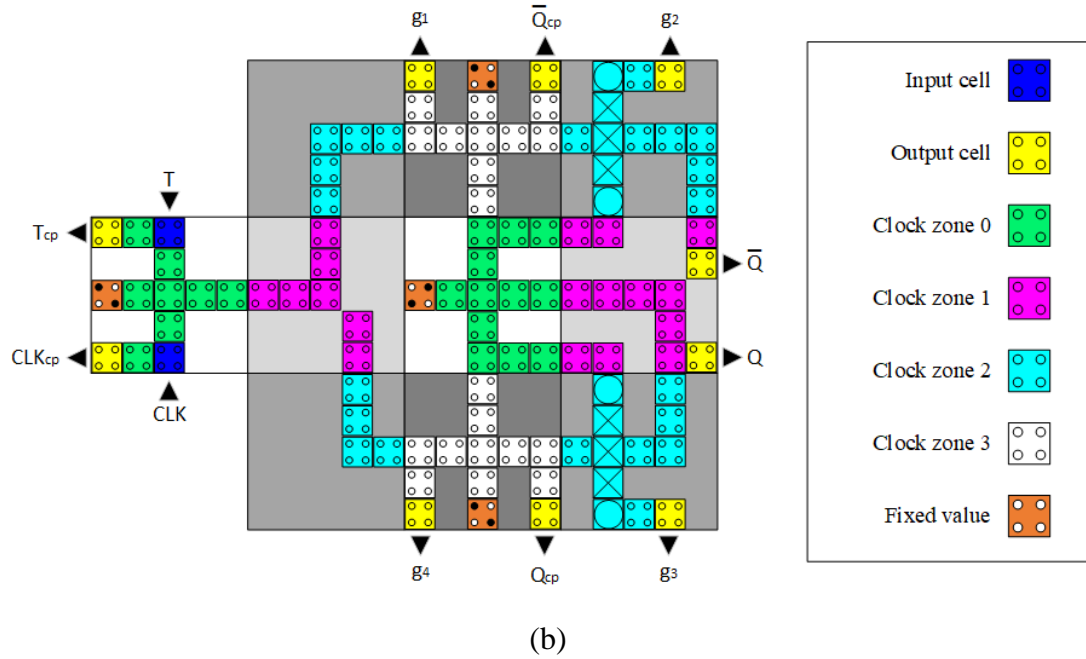 g1
Q̅cp
g2
T
Tcp
Q̅
CLKcp
Q
CLK
g4
Qcp
g3
Input cell
Output cell
Clock zone 0
Clock zone 1
Clock zone 2
Clock zone 3
Fixed value
(b)